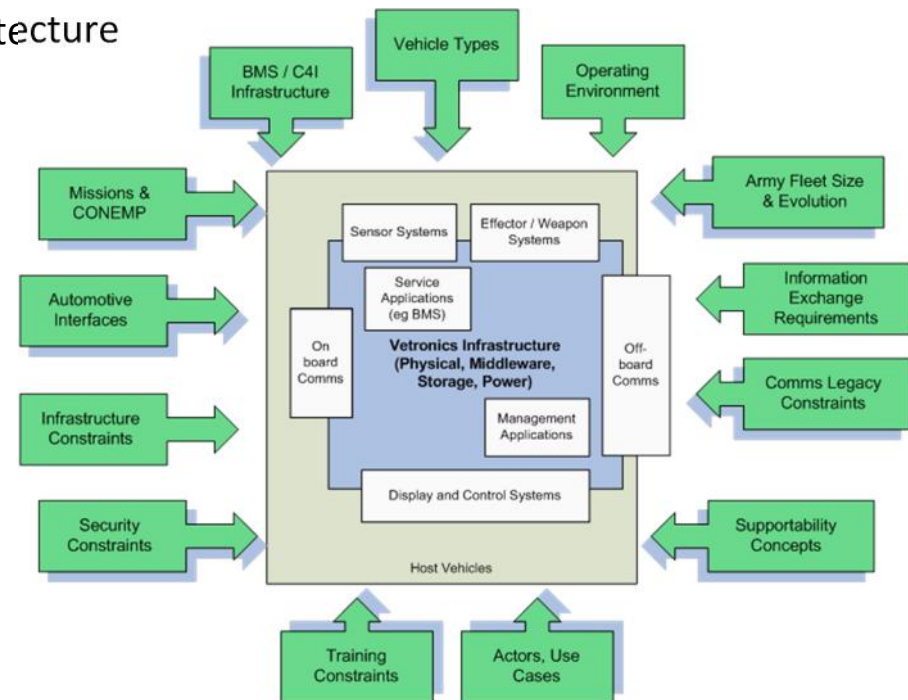 tecture
Vehicle Types
BMS / C4I
Infrastructure
Operating
Environment
Missions &
CONEMP
Army Fleet Size
& Evolution
Sensor Systems
Effector / Weapon
Systems
Service
Applications
(eg BMS)
Automotive
Interfaces
Information
Exchange
Requirements
On
board
Comms
Vetronics Infrastructure
(Physical, Middleware,
Storage, Power)
Off-
board
Comms
Infrastructure
Constraints
Comms Legacy
Constraints
Management
Applications
Display and Control Systems
Security
Constraints
Supportability
Concepts
Host Vehicles
Training
Constraints
Actors, Use
Cases